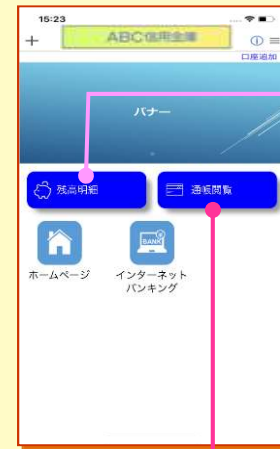 15:23
ABC信用金庫
口座追加
バナー
残高明細
通帳閲覧
ホームページ
インターネット
バンキング
BANK